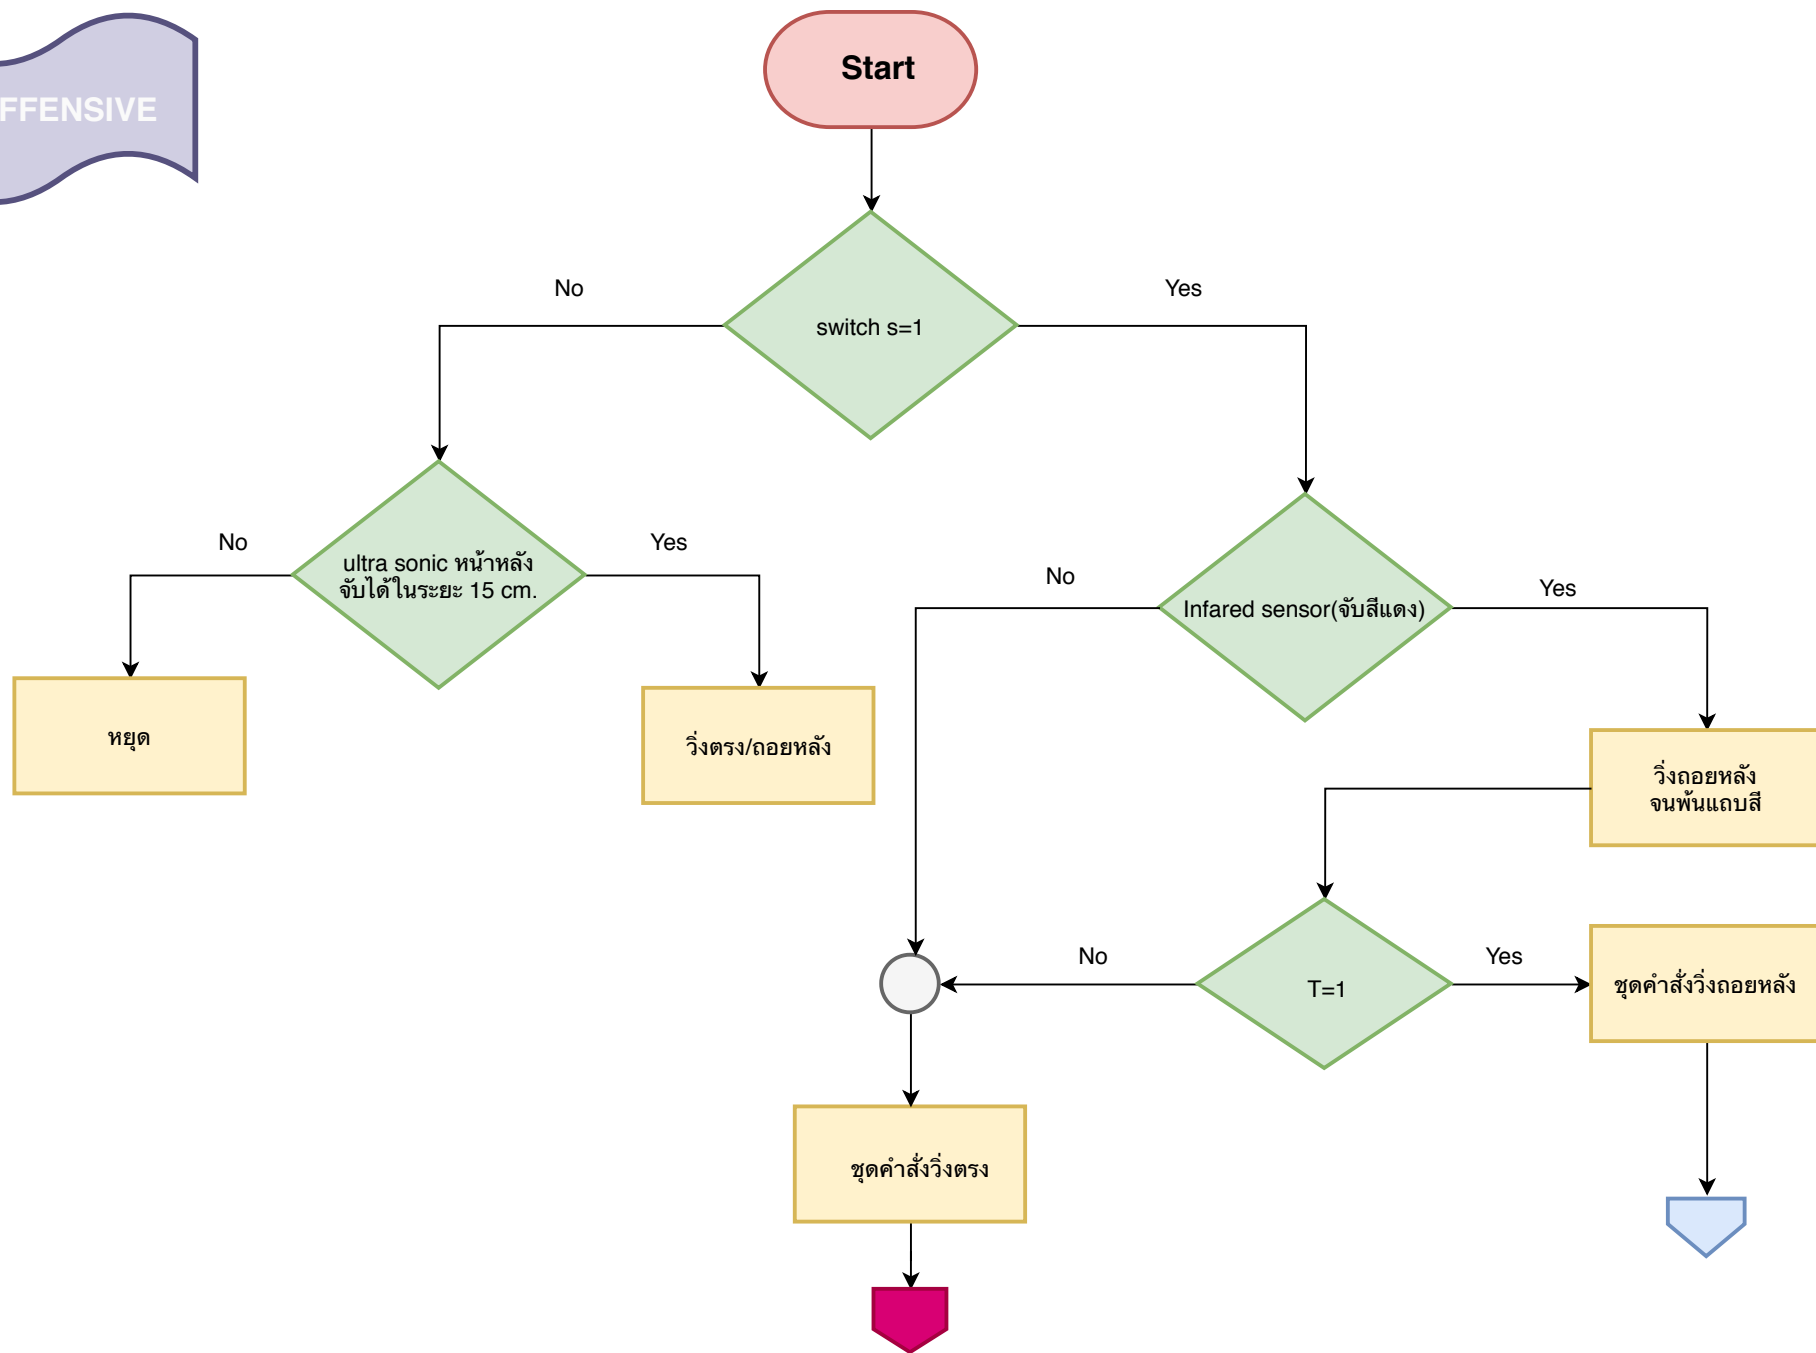 Start
FFENSIVE
No
Yes
switch s=1
No
Yes
ultra sonic หน้าหลัง
จับได้ในระยะ 15 cm.
No
Yes
Infared sensor(จับสีแดง)
หยุด
วิ่งตรง/ถอยหลัง
วิ่งถอยหลัง
จนพ้นแถบสี
No
Yes
T=1
ชุดคำสั่งวิ่งถอยหลัง
ชุดคำสั่งวิ่งตรง